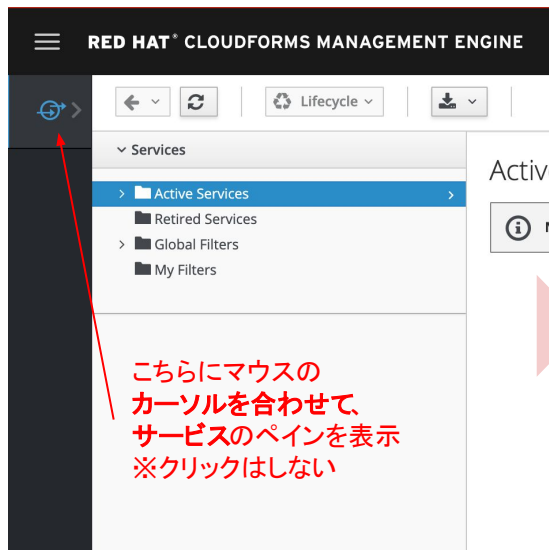 RED HAT® CLOUDFORMS MANAGEMENT ENGINE
Lifecycle
Services
Active Services
Retired Services
Global Filters
My Filters
Activ
こちらにマウスの
カーソルを合わせて、
サービスのペインを表示
※クリックはしない